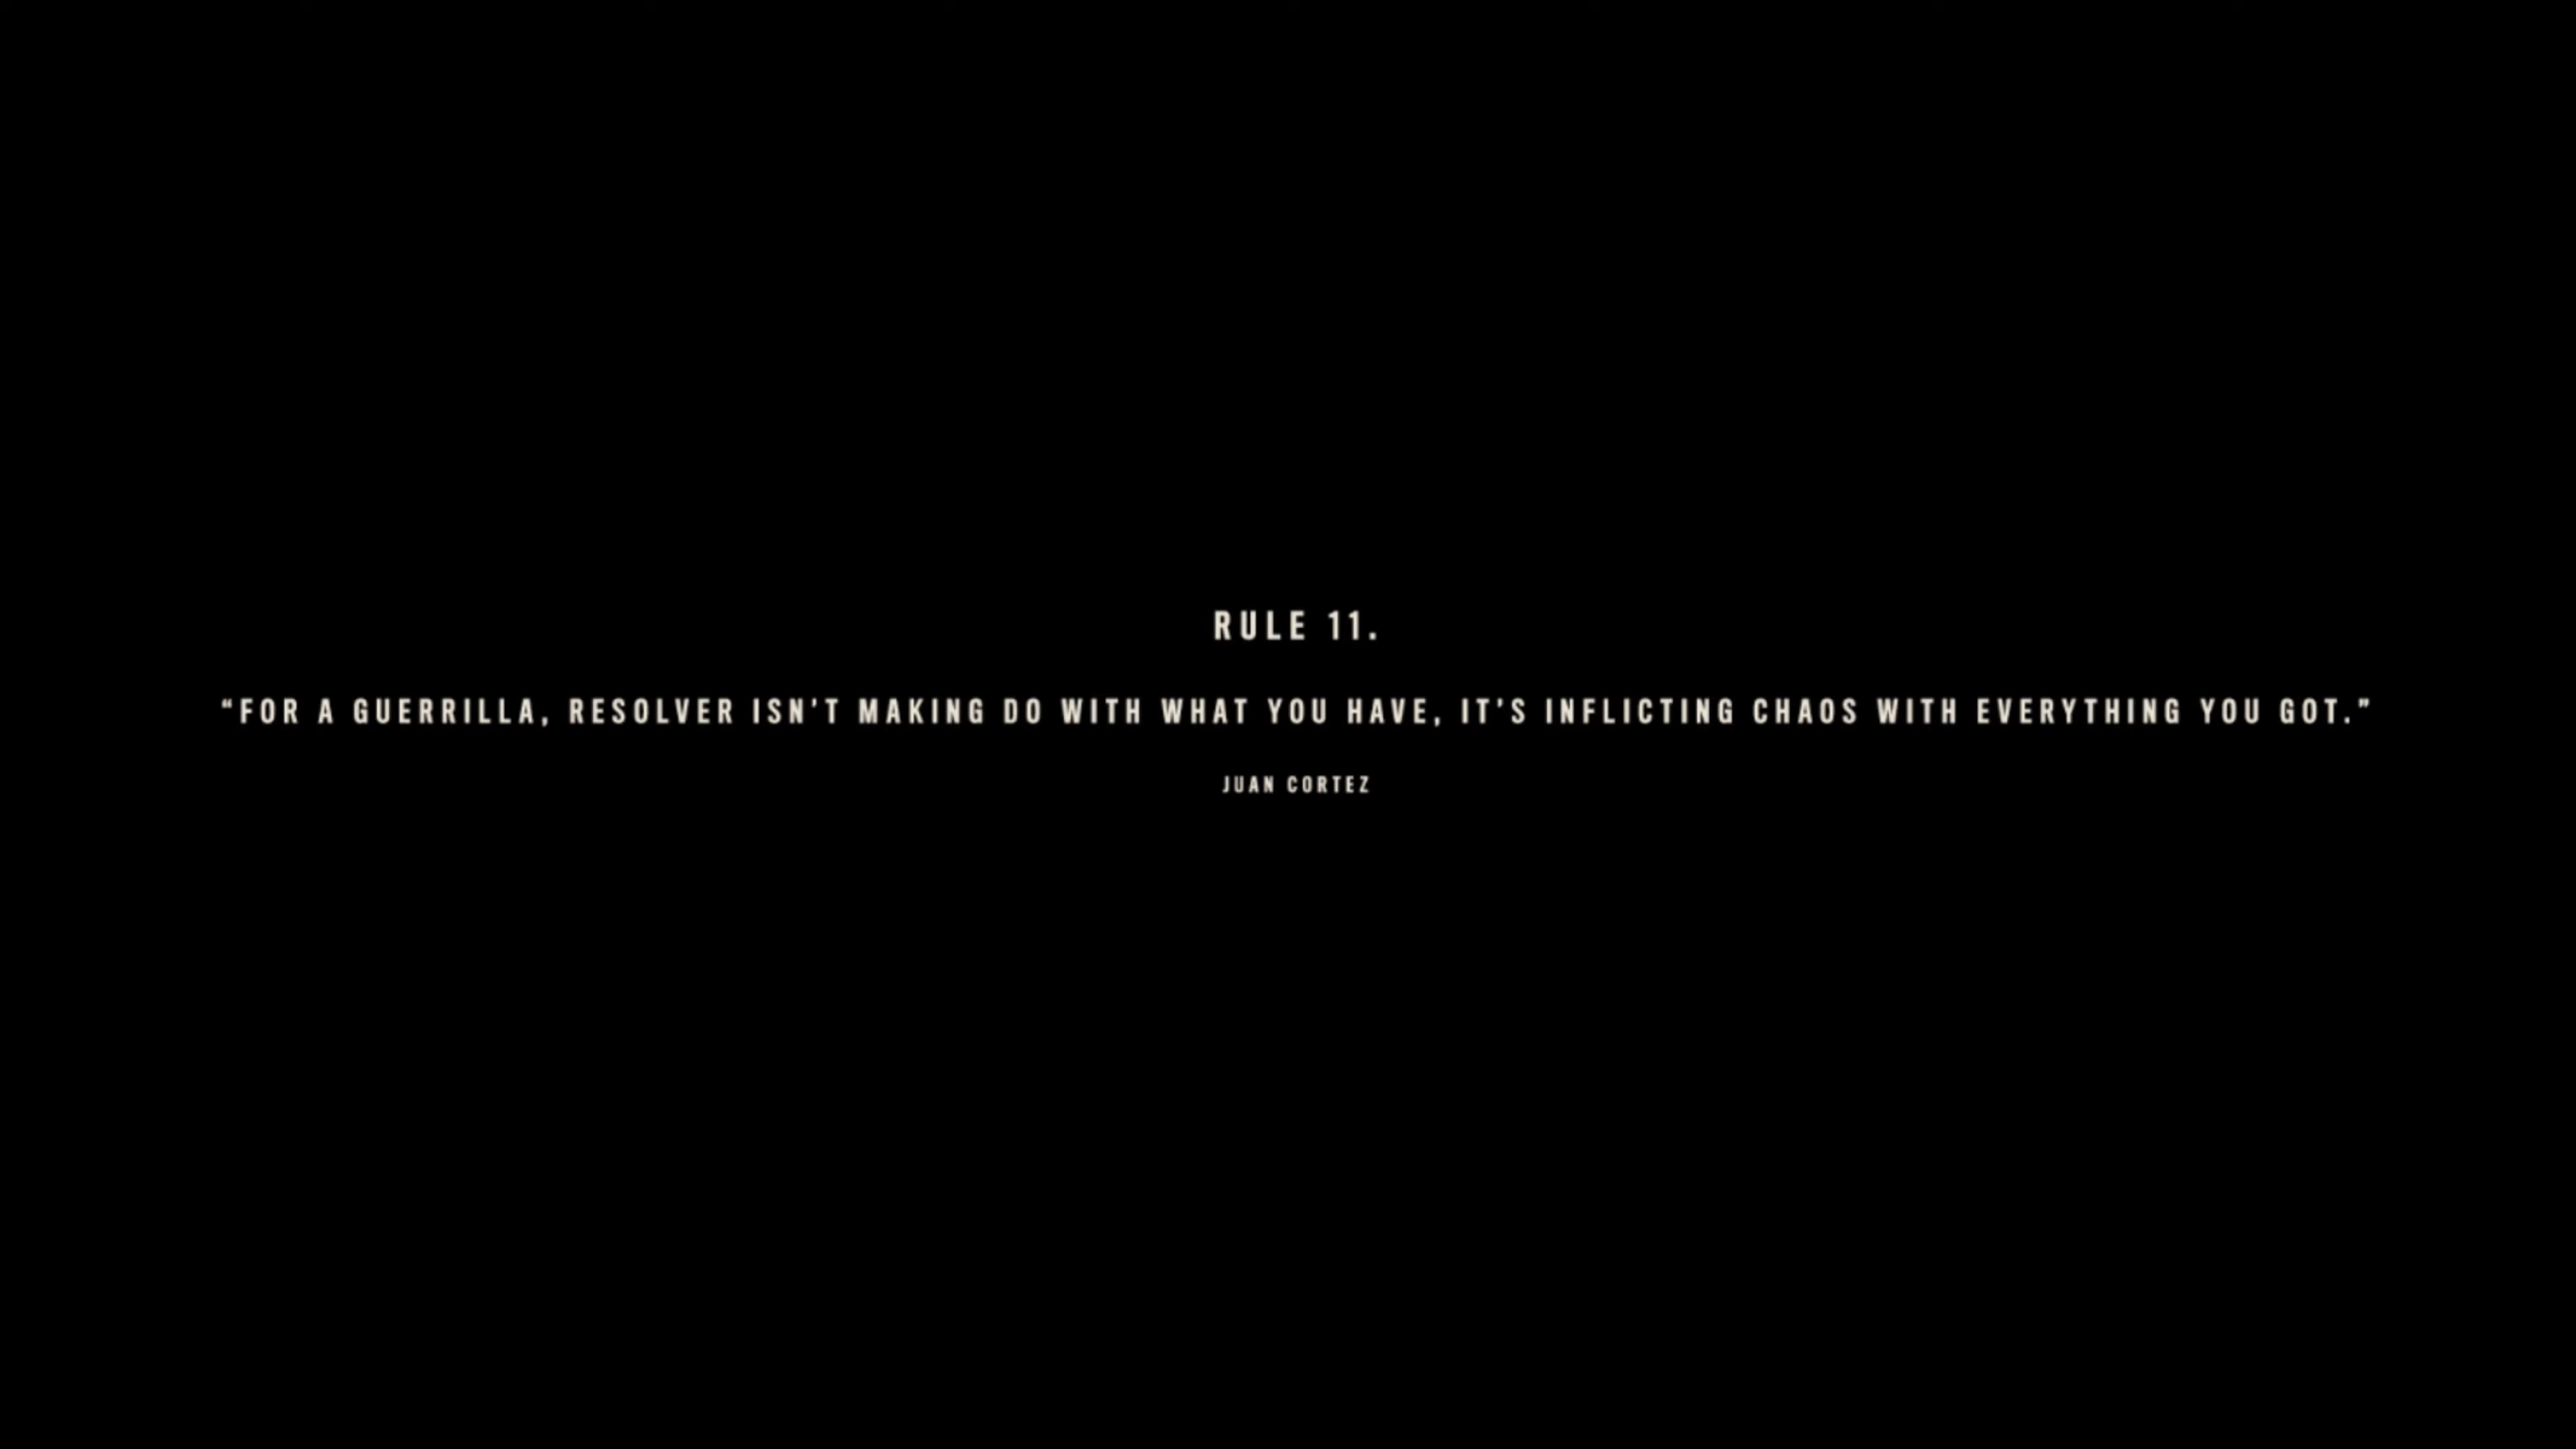 RULE 11.
“FOR A GUERRILLA, RESOLVER ISN’T MAKING DO WITH WHAT YOU HAVE, IT’S INFLICTING CHAOS WITH EVERYTHING YOU GOT.”
JUAN CORTEZ